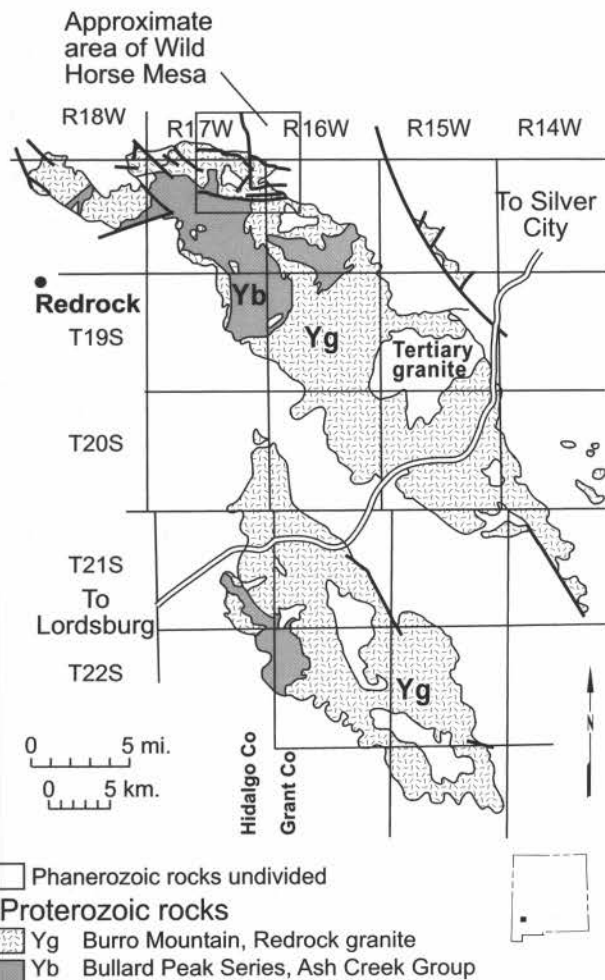 Approximate
area of Wild
Horse Mesa
R18W
R17W
R16W
R15W
R14W
To Silver
City
Redrock
Yb
T19S
Yg
Tertiary
granite
T20S
T21S
To
Lordsburg
T22S
Yg
0 5 mi.
0 5 km.
Hidalgo Co
Grant Co
N
Phanerozoic rocks undivided
Proterozoic rocks
Yg Burro Mountain, Redrock granite
Yb Bullard Peak Series, Ash Creek Group